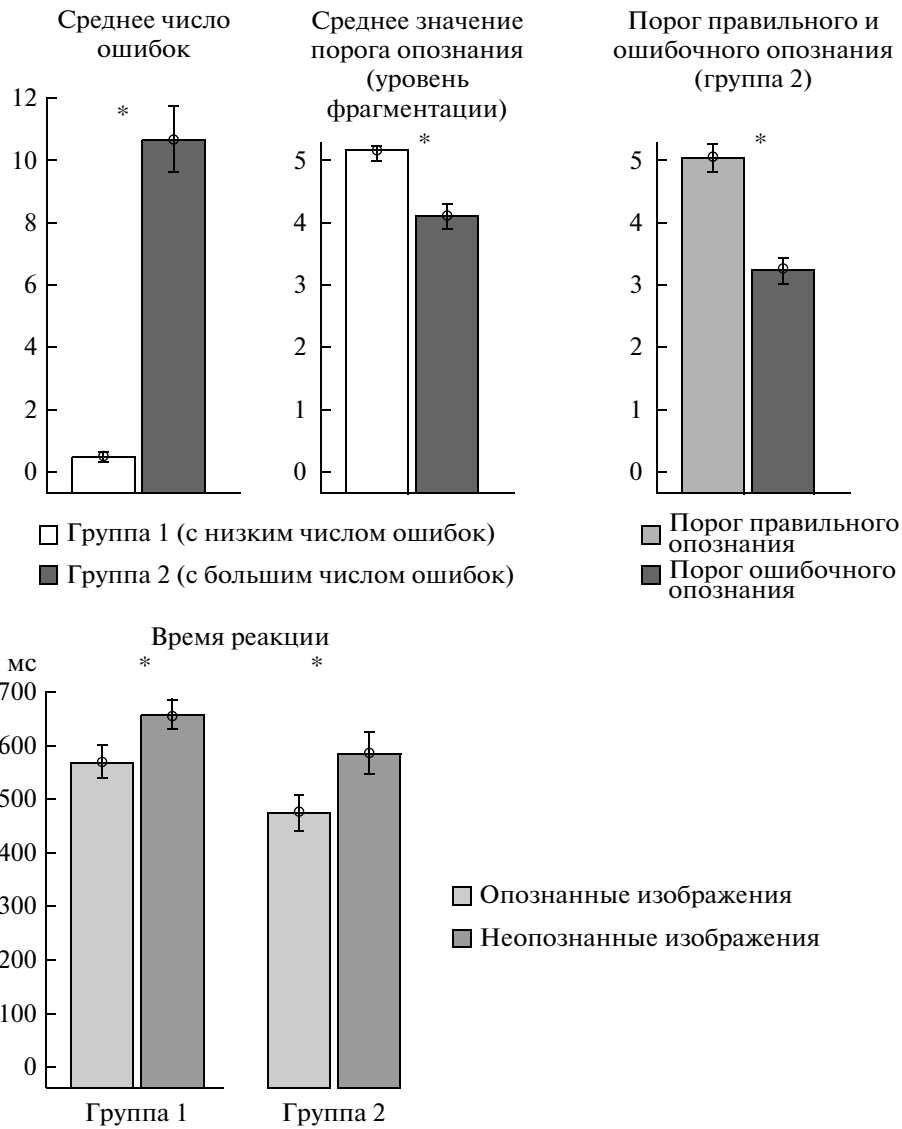 Среднее число
ошибок
12
*
10
8
6
4
2
0
Среднее значение
порога опознания
(уровень
фрагментации)
*
5
4
3
2
1
0
Порог правильного и
ошибочного опознания
(группа 2)
*
5
4
3
2
1
0
Группа 1 (с низким числом ошибок)
Группа 2 (с большим числом ошибок)
Порог правильного
опознания
Порог ошибочного
опознания
Время реакции
мс
*
*
700
600
500
400
300
200
100
0
Группа 1
Группа 2
Опознанные изображения
Неопознанные изображения